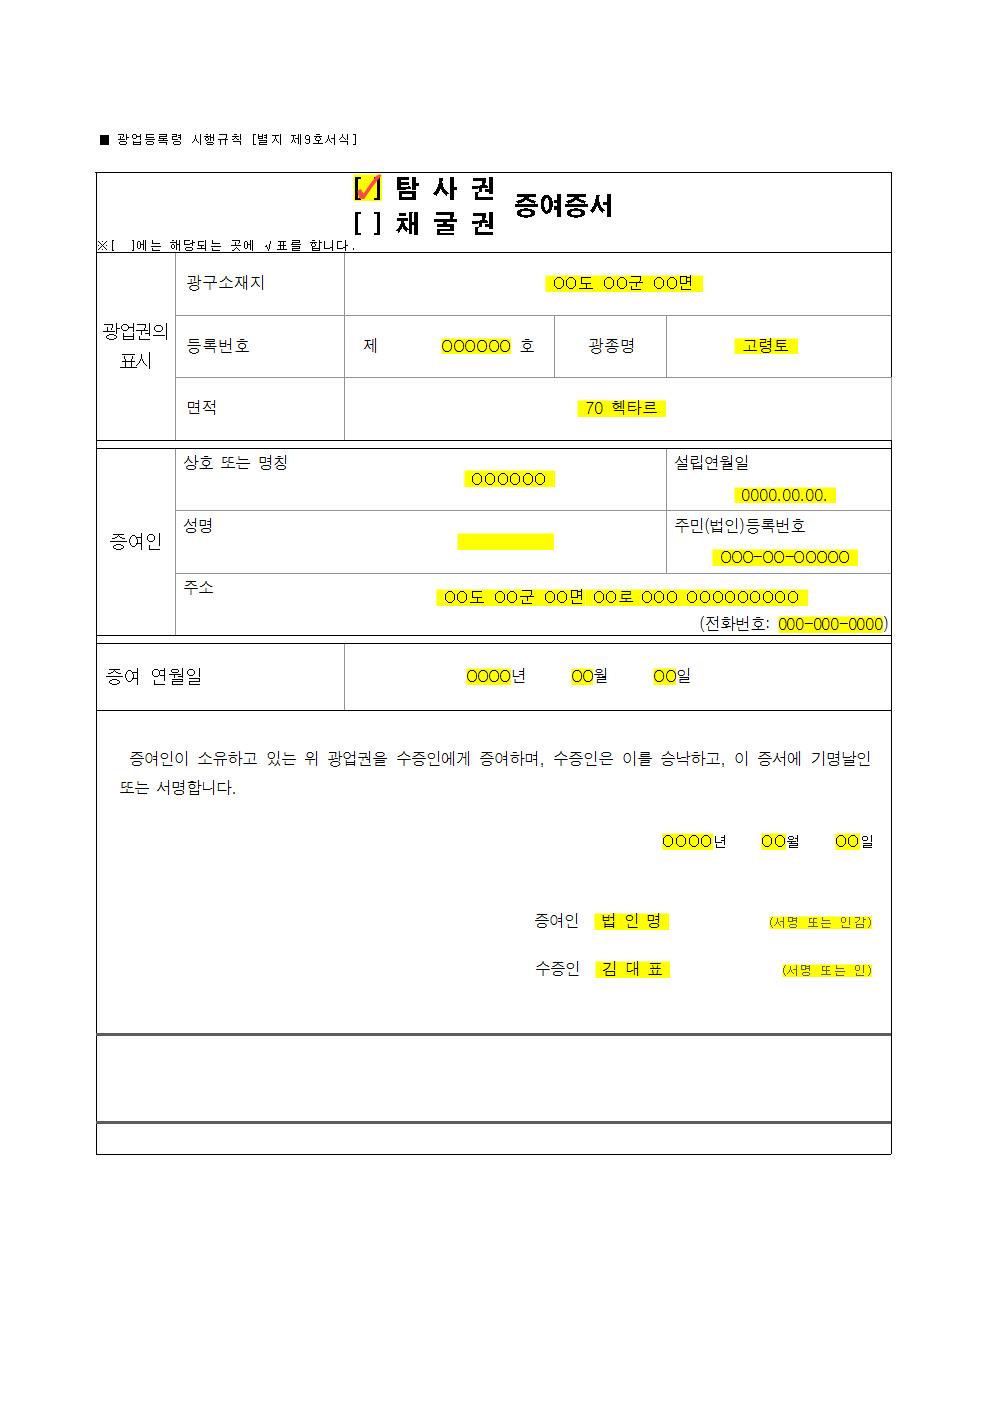 ■ 광업등록령 시행규칙 [별지 제9호서식]
[✓] 탐 사 권
[ ] 채 굴 권
증여증서
※[ ]에는 해당되는 곳에 √표를 합니다.
광업권의 표시
광구소재지
OO도 OO군 OO면
등록번호
제 OOOOOO 호
광종명
고령토
면적
70 헥타르
증여인
상호 또는 명칭
OOOOOO
설립연월일
0000.00.00.
성명
주민(법인)등록번호
OOO-OO-OOOOO
주소
OO도 OO군 OO면 OO로 OOO OOOOOOOOO
(전화번호: 000-000-0000)
증여 연월일
OOOO년 OO월 OO일
증여인이 소유하고 있는 위 광업권을 수증인에게 증여하며, 수증인은 이를 승낙하고, 이 증서에 기명날인
또는 서명합니다.
OOOO년 OO월 OO일
증여인 법 인 명 (서명 또는 인감)
수증인 김 대 표 (서명 또는 인)